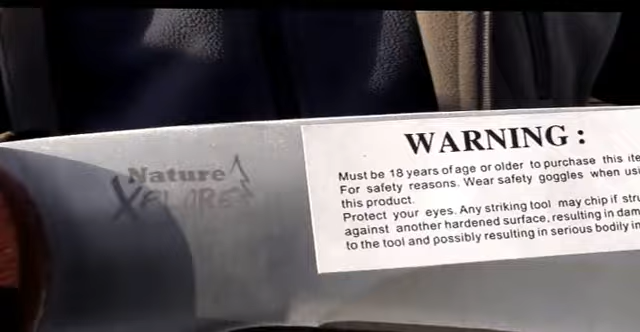 Nature
XPLORER
WARNING:
Must be 18 years of age or older to purchase this
For safety reasons. Wear safety goggles when
this product.
Protect your eyes. Any striking tool may chip if
against another hardened surface, resulting in
to the tool and possibly resulting in serious bodily